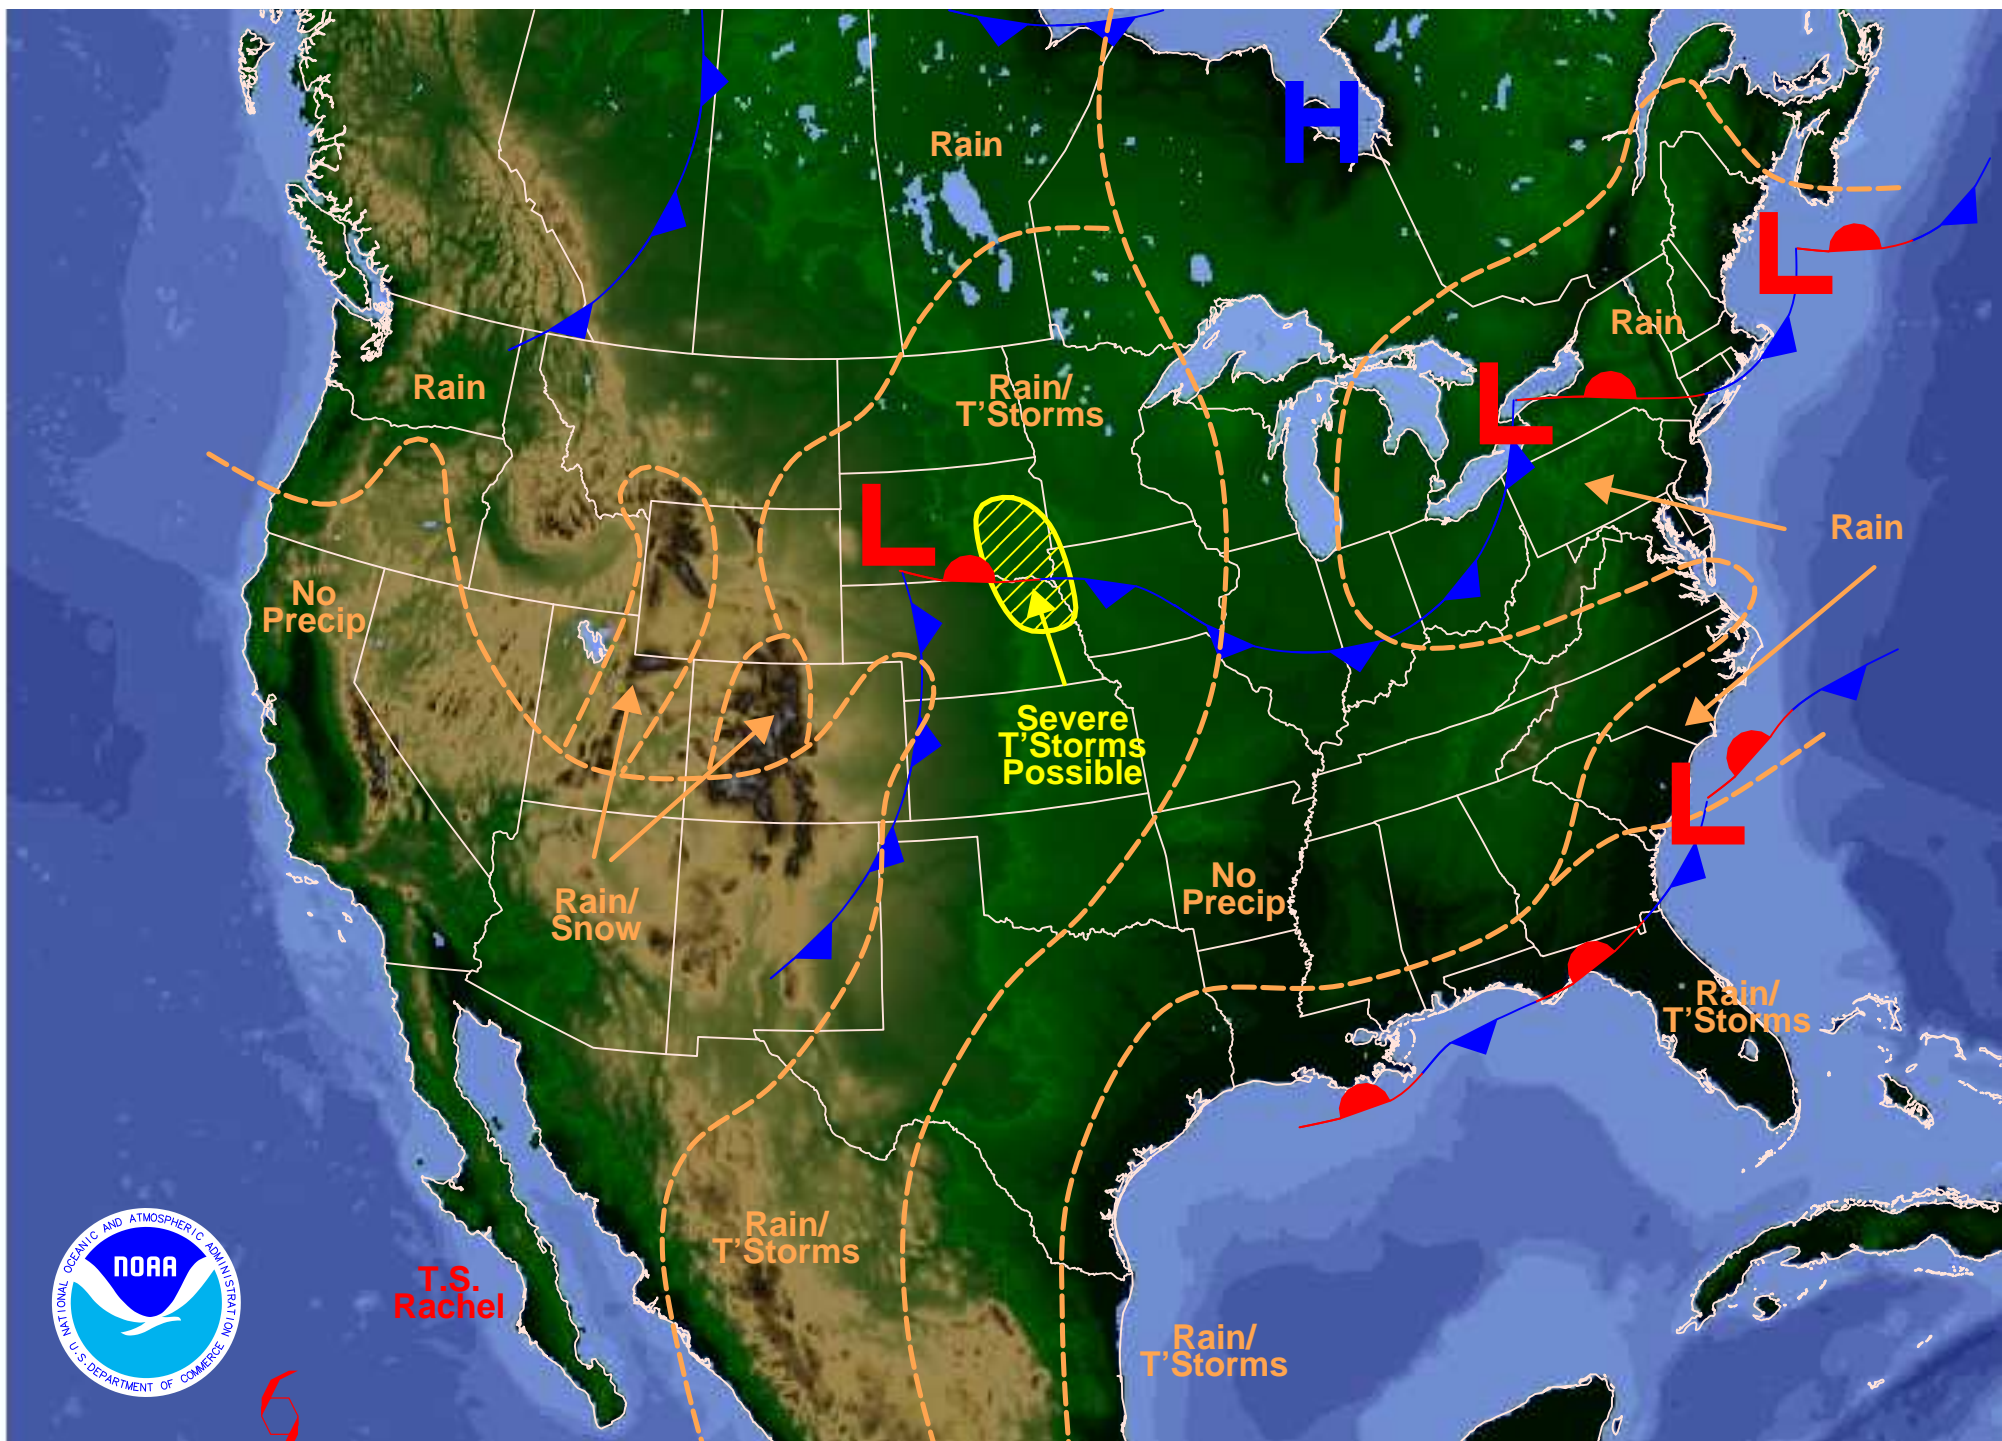 H
Rain
L
Rain
L
Rain
Rain/
T'Storms
L
Rain
No
Precip
L
Severe
T'Storms
Possible
L
No
Precip
Rain/
Snow
Rain/
T'Storms
Rain/
T'Storms
T.S.
Rachel
Rain/
T'Storms
NATIONAL OCEANIC AND ATMOSPHERIC ADMINISTRATION
NOAA
U.S. DEPARTMENT OF COMMERCE